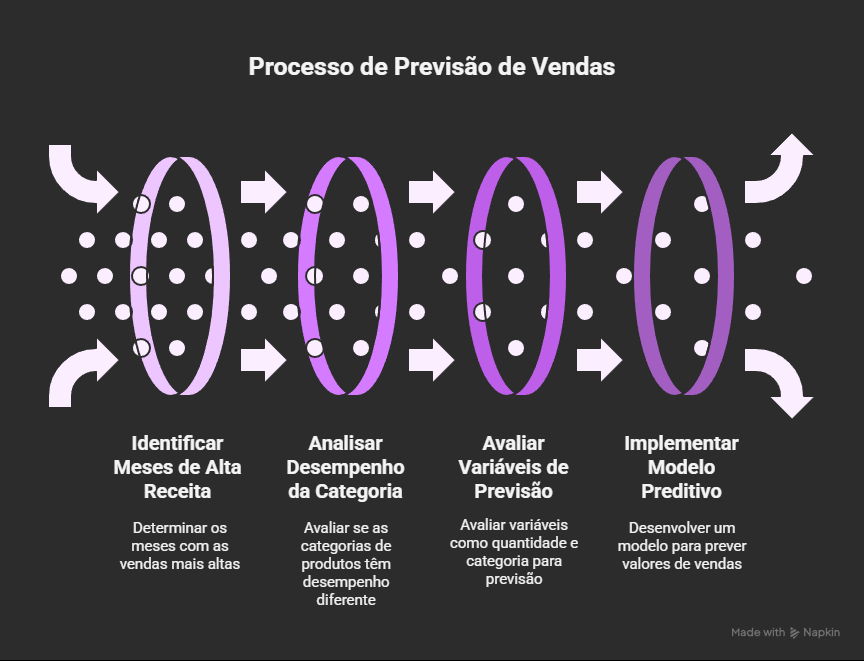 Processo de Previsão de Vendas
Identificar
Meses de Alta
Receita
Determinar os
meses com as
vendas mais altas
Analisar
Desempenho
da Categoria
Avaliar se as
categorias de
produtos têm
desempenho
diferente
Avaliar
Variáveis de
Previsão
Avaliar variáveis
como quantidade e
categoria para
previsão
Implementar
Modelo
Preditivo
Desenvolver um
modelo para prever
valores de vendas
Made with Napkin